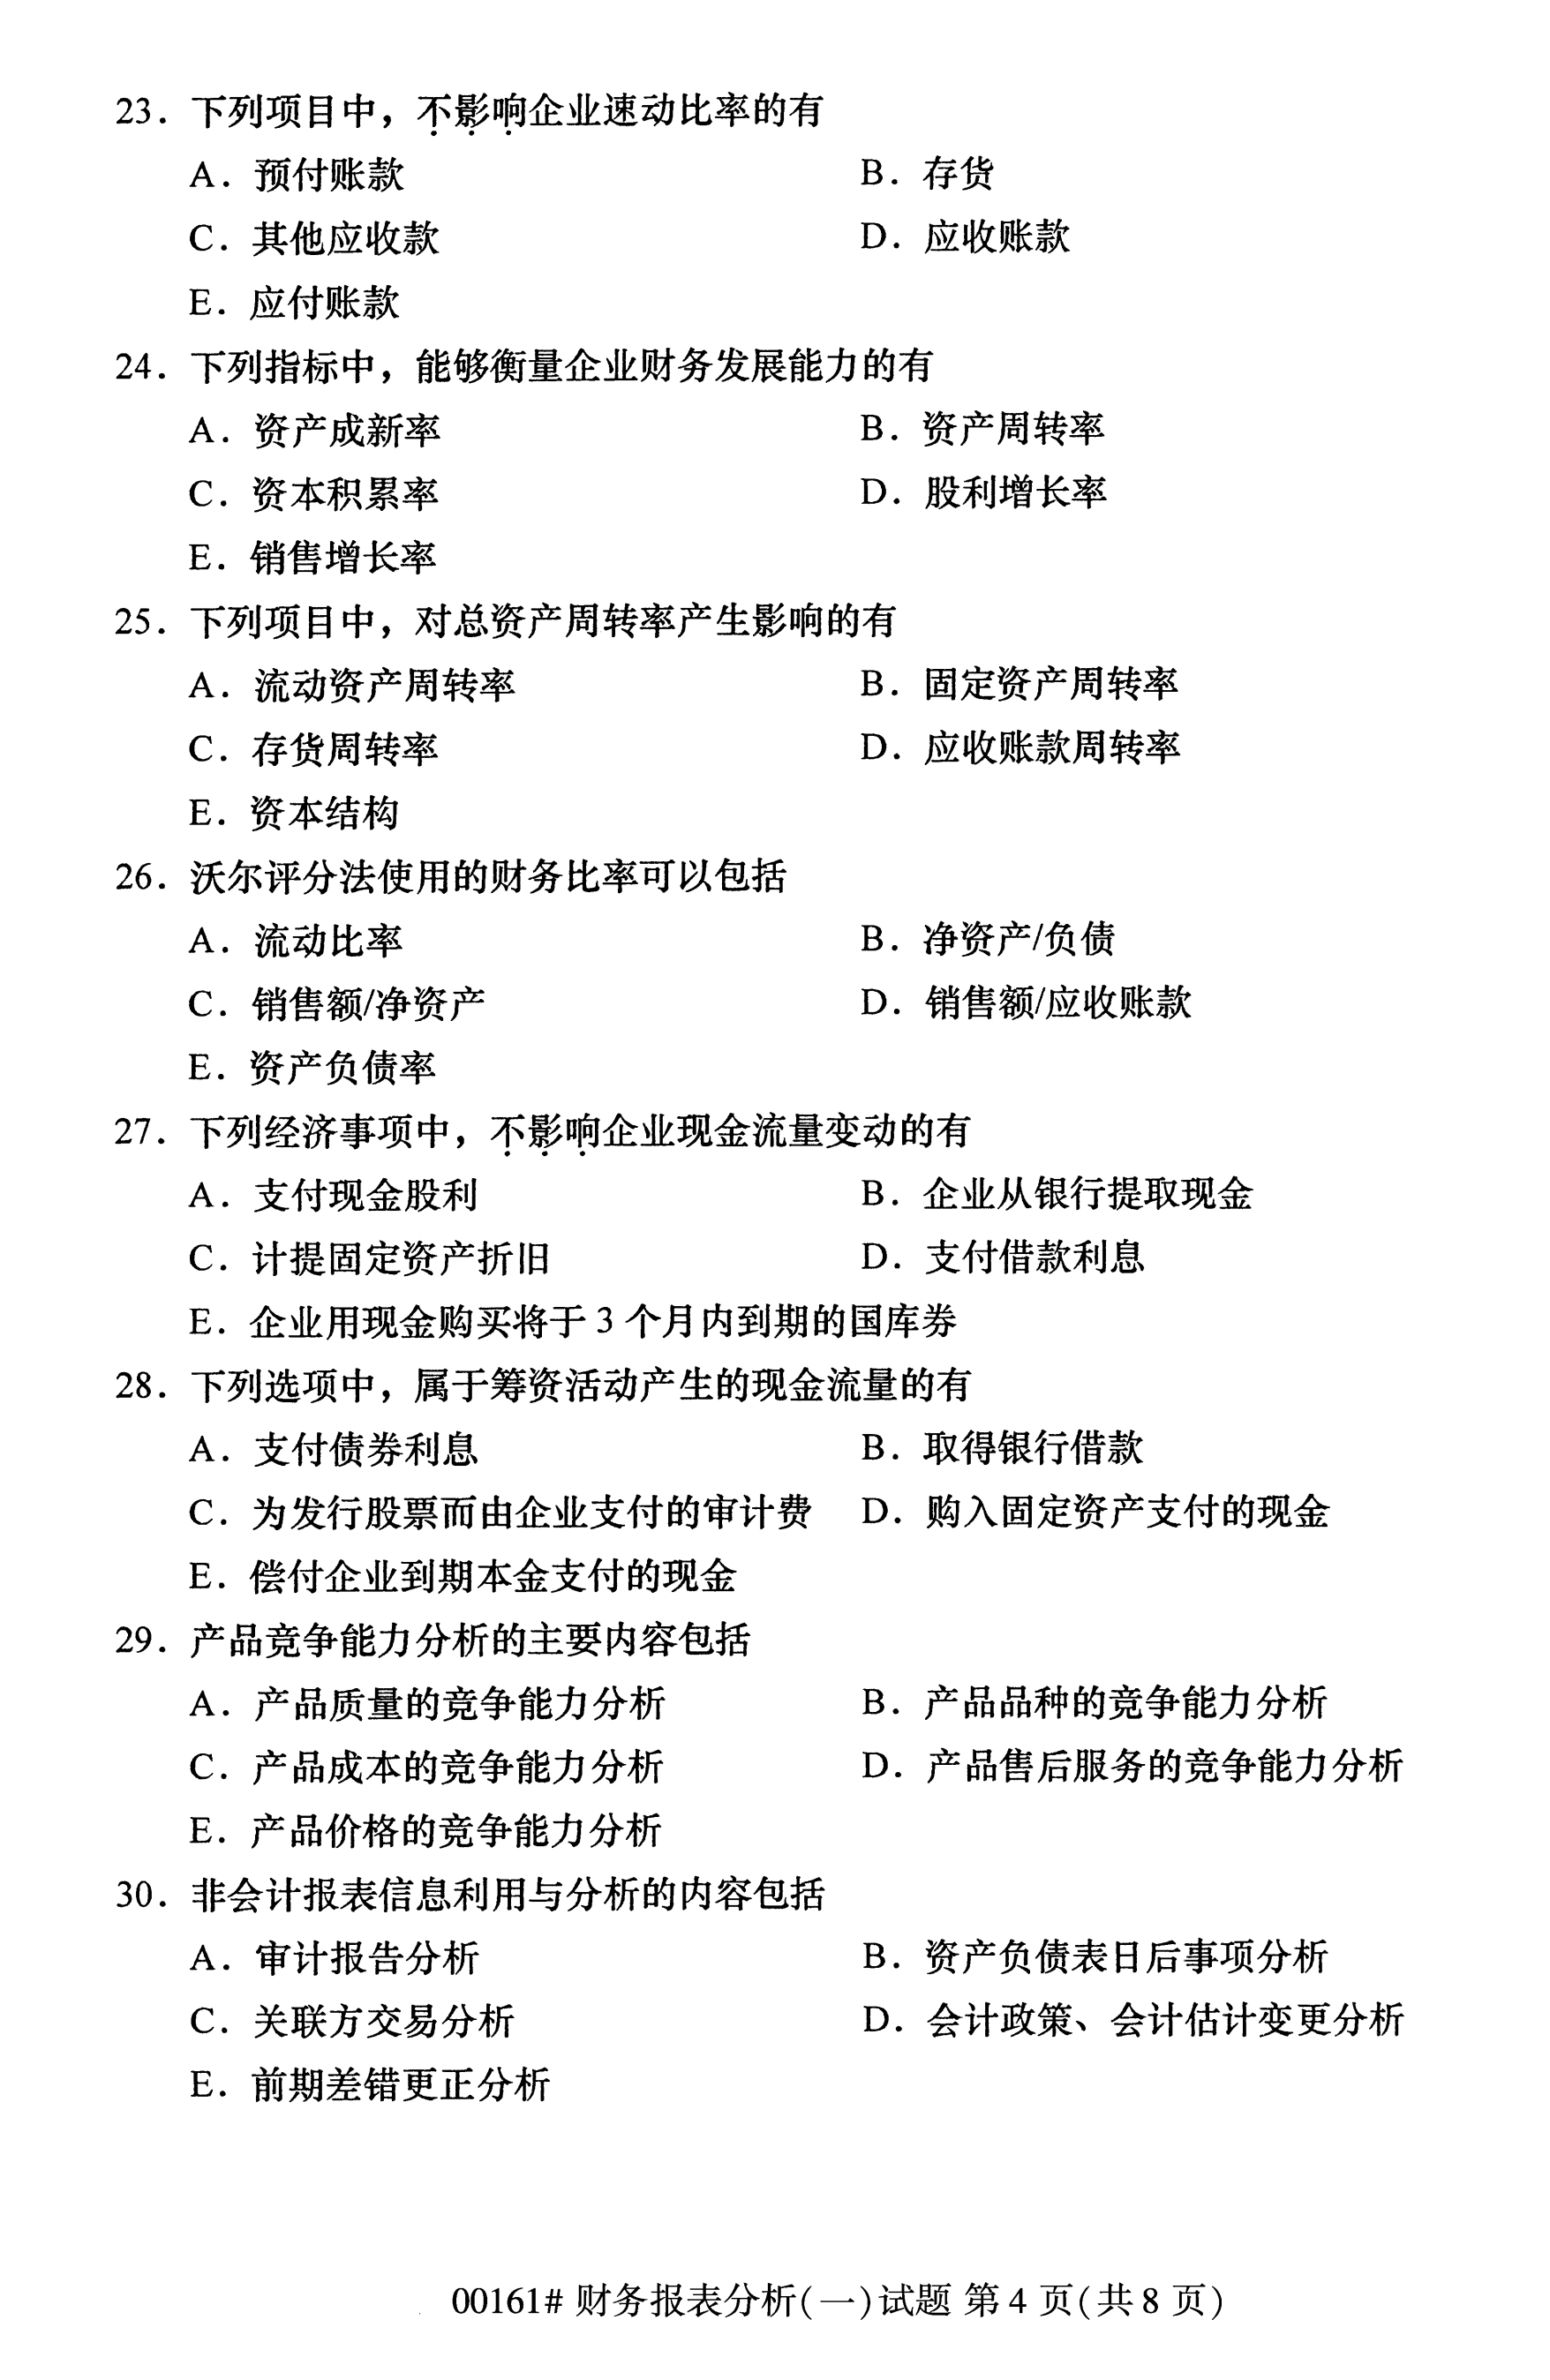 23. 下列项目中，不影响企业速动比率的有
A. 预付账款 B. 存货
C. 其他应收款 D. 应收账款
E. 应付账款
24. 下列指标中，能够衡量企业财务发展能力的有
A. 资产成新率 B. 资产周转率
C. 资本积累率 D. 股利增长率
E. 销售增长率
25. 下列项目中，对总资产周转率产生影响的有
A. 流动资产周转率 B. 固定资产周转率
C. 存货周转率 D. 应收账款周转率
E. 资本结构
26. 沃尔评分法使用的财务比率可以包括
A. 流动比率 B. 净资产/负债
C. 销售额/净资产 D. 销售额/应收账款
E. 资产负债率
27. 下列经济事项中，不影响企业现金流量变动的有
A. 支付现金股利 B. 企业从银行提取现金
C. 计提固定资产折旧 D. 支付借款利息
E. 企业用现金购买将于 3 个月内到期的国库券
28. 下列选项中，属于筹资活动产生的现金流量的有
A. 支付债券利息 B. 取得银行借款
C. 为发行股票而由企业支付的审计费 D. 购入固定资产支付的现金
E. 偿付企业到期本金支付的现金
29. 产品竞争能力分析的主要内容包括
A. 产品质量的竞争能力分析 B. 产品品种的竞争能力分析
C. 产品成本的竞争能力分析 D. 产品售后服务的竞争能力分析
E. 产品价格的竞争能力分析
30. 非会计报表信息利用与分析的内容包括
A. 审计报告分析 B. 资产负债表日后事项分析
C. 关联方交易分析 D. 会计政策、会计估计变更分析
E. 前期差错更正分析
00161# 财务报表分析(一)试题 第 4 页(共 8 页)